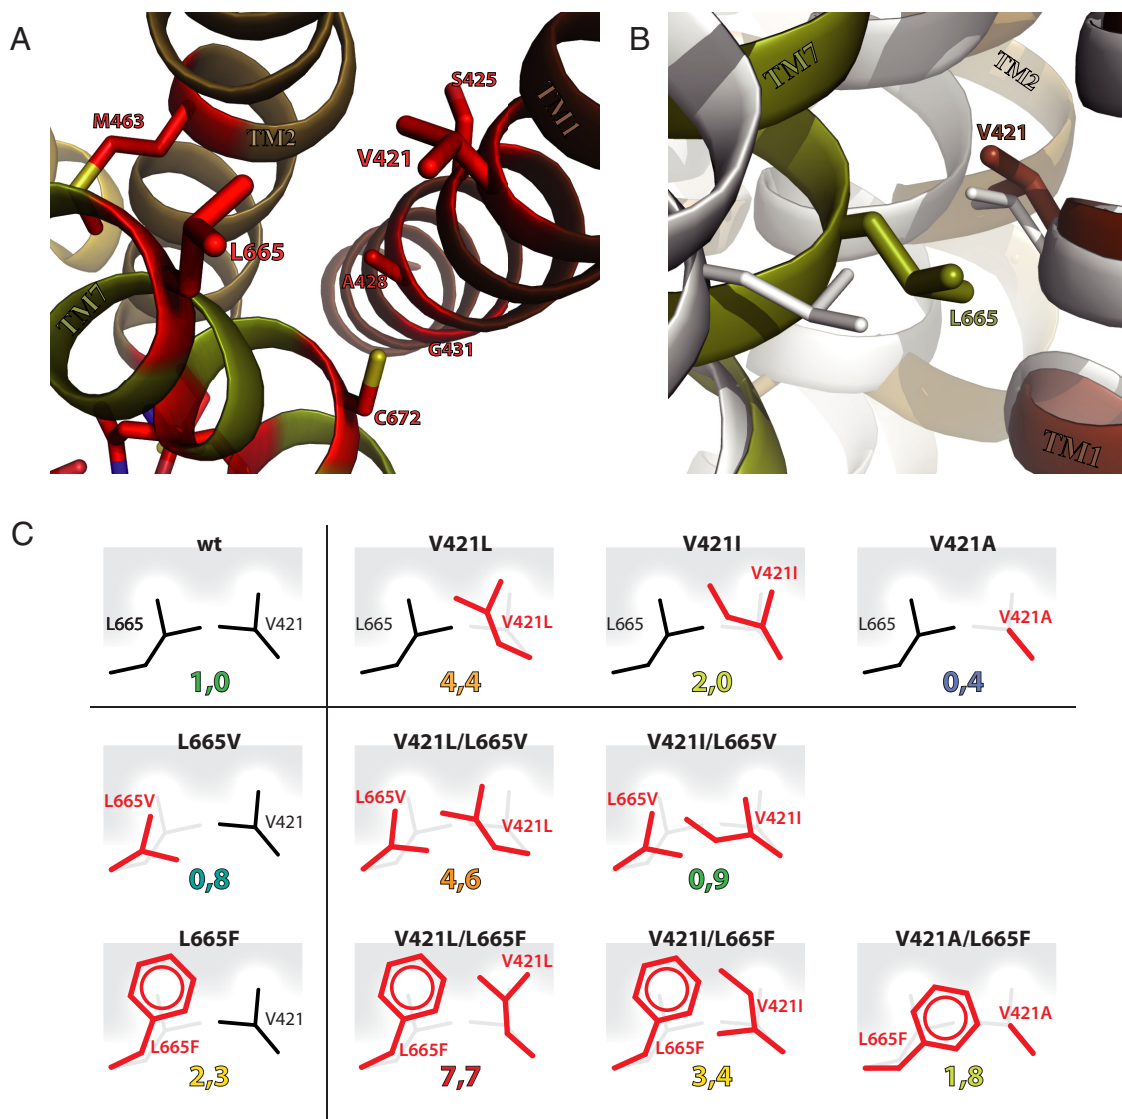 A
S425
M463
TM2
TM1
V421
L665
A428
TM7
G431
C672
B
TM7
TM2
V421
L665
TM1
C
wt
L665
V421
1,0
V421L
L665
V421L
4,4
V421I
V421I
L665
2,0
V421A
L665
V421A
0,4
L665V
L665V
V421
0,8
V421L/L665V
L665V
V421L
4,6
V421I/L665V
L665V
V421I
0,9
L665F
V421
L665F
2,3
V421L/L665F
V421L
L665F
7,7
V421I/L665F
V421I
L665F
3,4
V421A/L665F
V421A
L665F
1,8